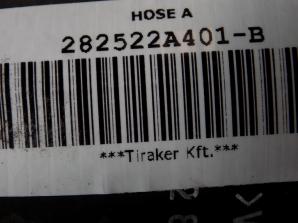 HOSE A
282522A401-B
***Tiraker Kft.***